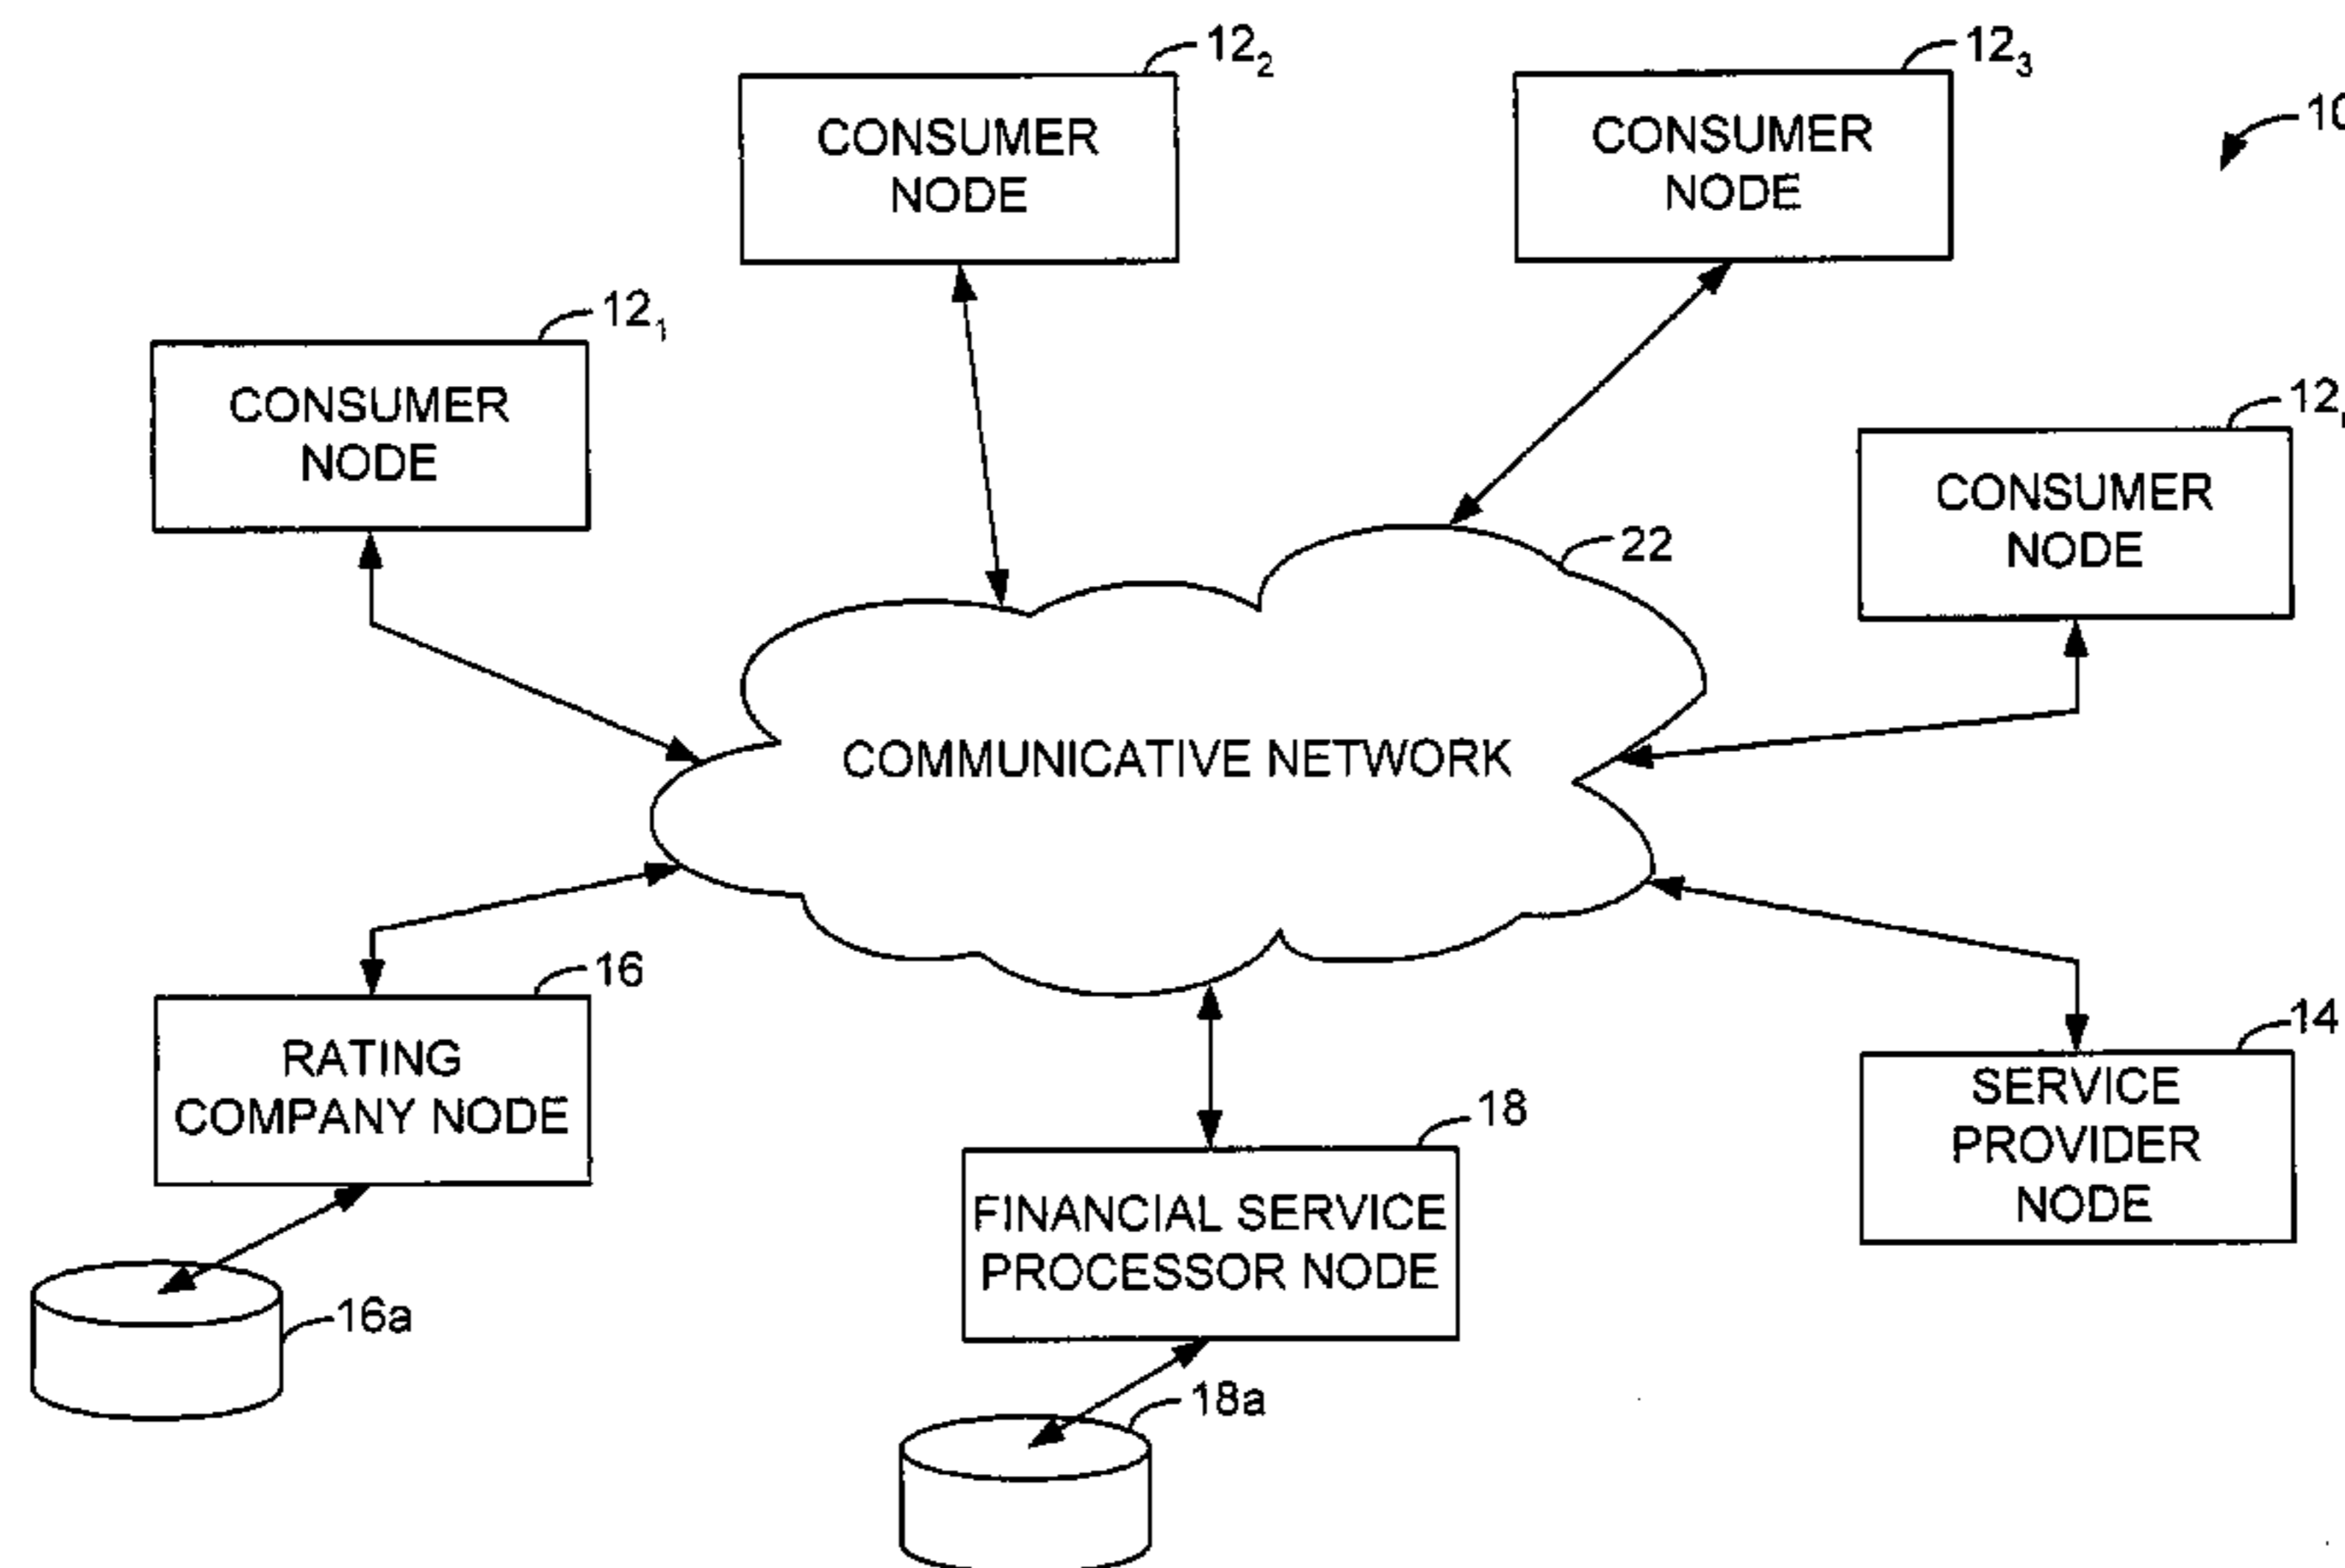 12₂
12₃
10
CONSUMER
NODE
CONSUMER
NODE
12₁
CONSUMER
NODE
12
CONSUMER
NODE
22
COMMUNICATIVE NETWORK
16
RATING
COMPANY NODE
14
SERVICE
PROVIDER
NODE
18
FINANCIAL SERVICE
PROCESSOR NODE
16a
18a